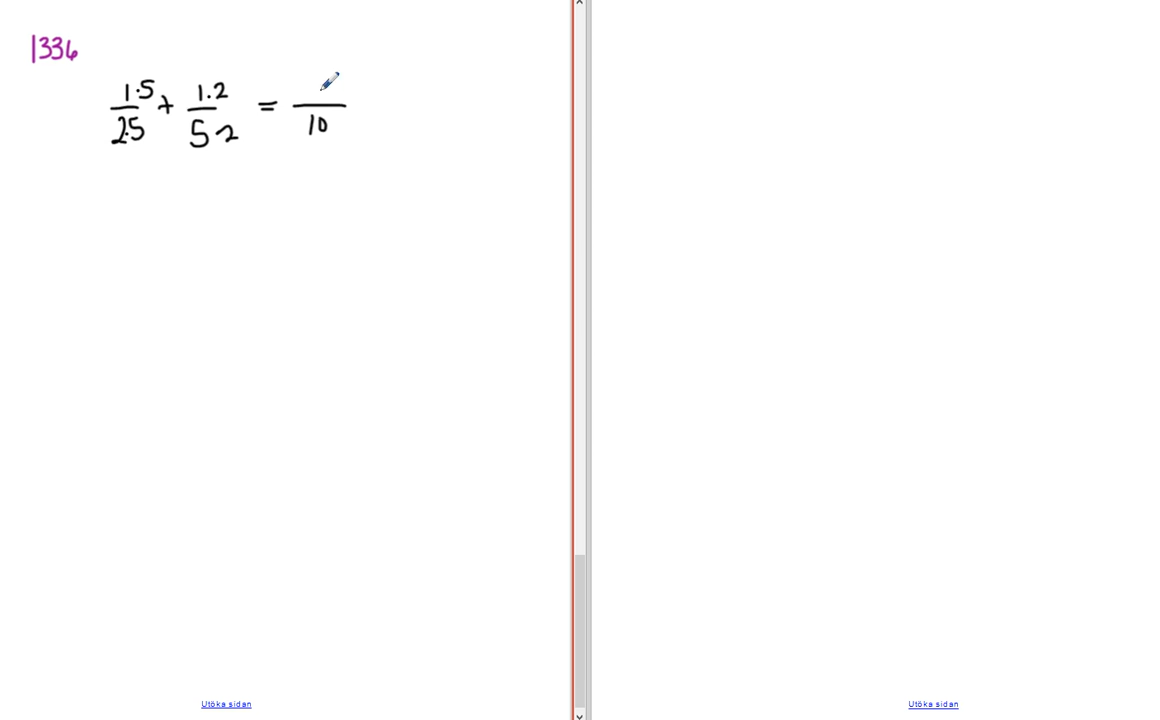 1336
1·5 + 1·2 =
2·5 5·2 10
Utöka sidan Utöka sidan